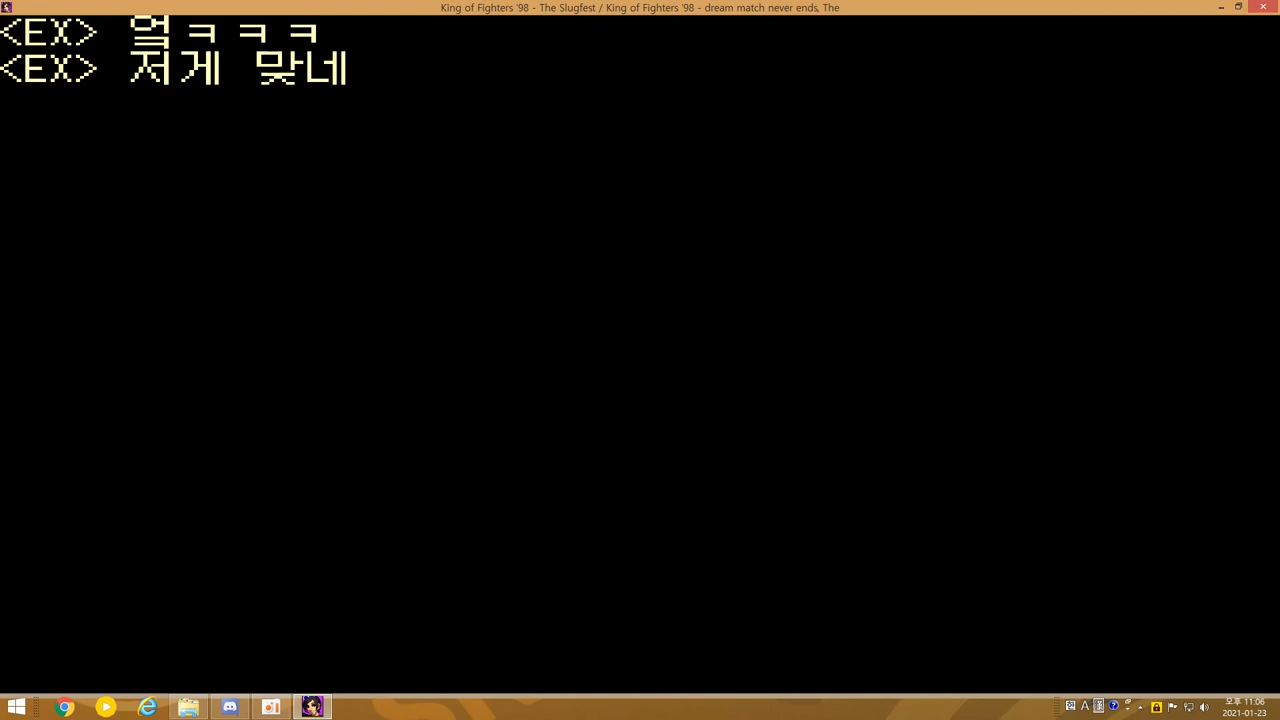 King of Fighters '98 - The Slugfest / King of Fighters '98 - dream match never ends, The
<EX> 열ㅋㅋㅋ
<EX> 저게 맞네
A
오후 11:06
2021-01-23